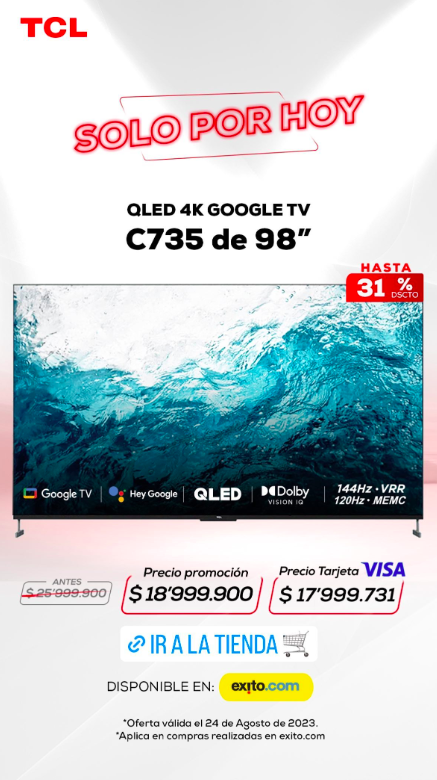 TCL
SOLO POR HOY
QLED 4K GOOGLE TV
C735 de 98"
HASTA
31 % DSCTO
Google TV | Hey Google | QLED | Dolby VISION IQ | 144Hz • VRR
120Hz • MEMC
TCL
ANTES
$ 25'999.900
Precio promoción
$ 18'999.900
Precio Tarjeta VISA
$ 17'999.731
IR A LA TIENDA
DISPONIBLE EN: exito.com
*Oferta válida el 24 de Agosto de 2023.
*Aplica en compras realizadas en exito.com